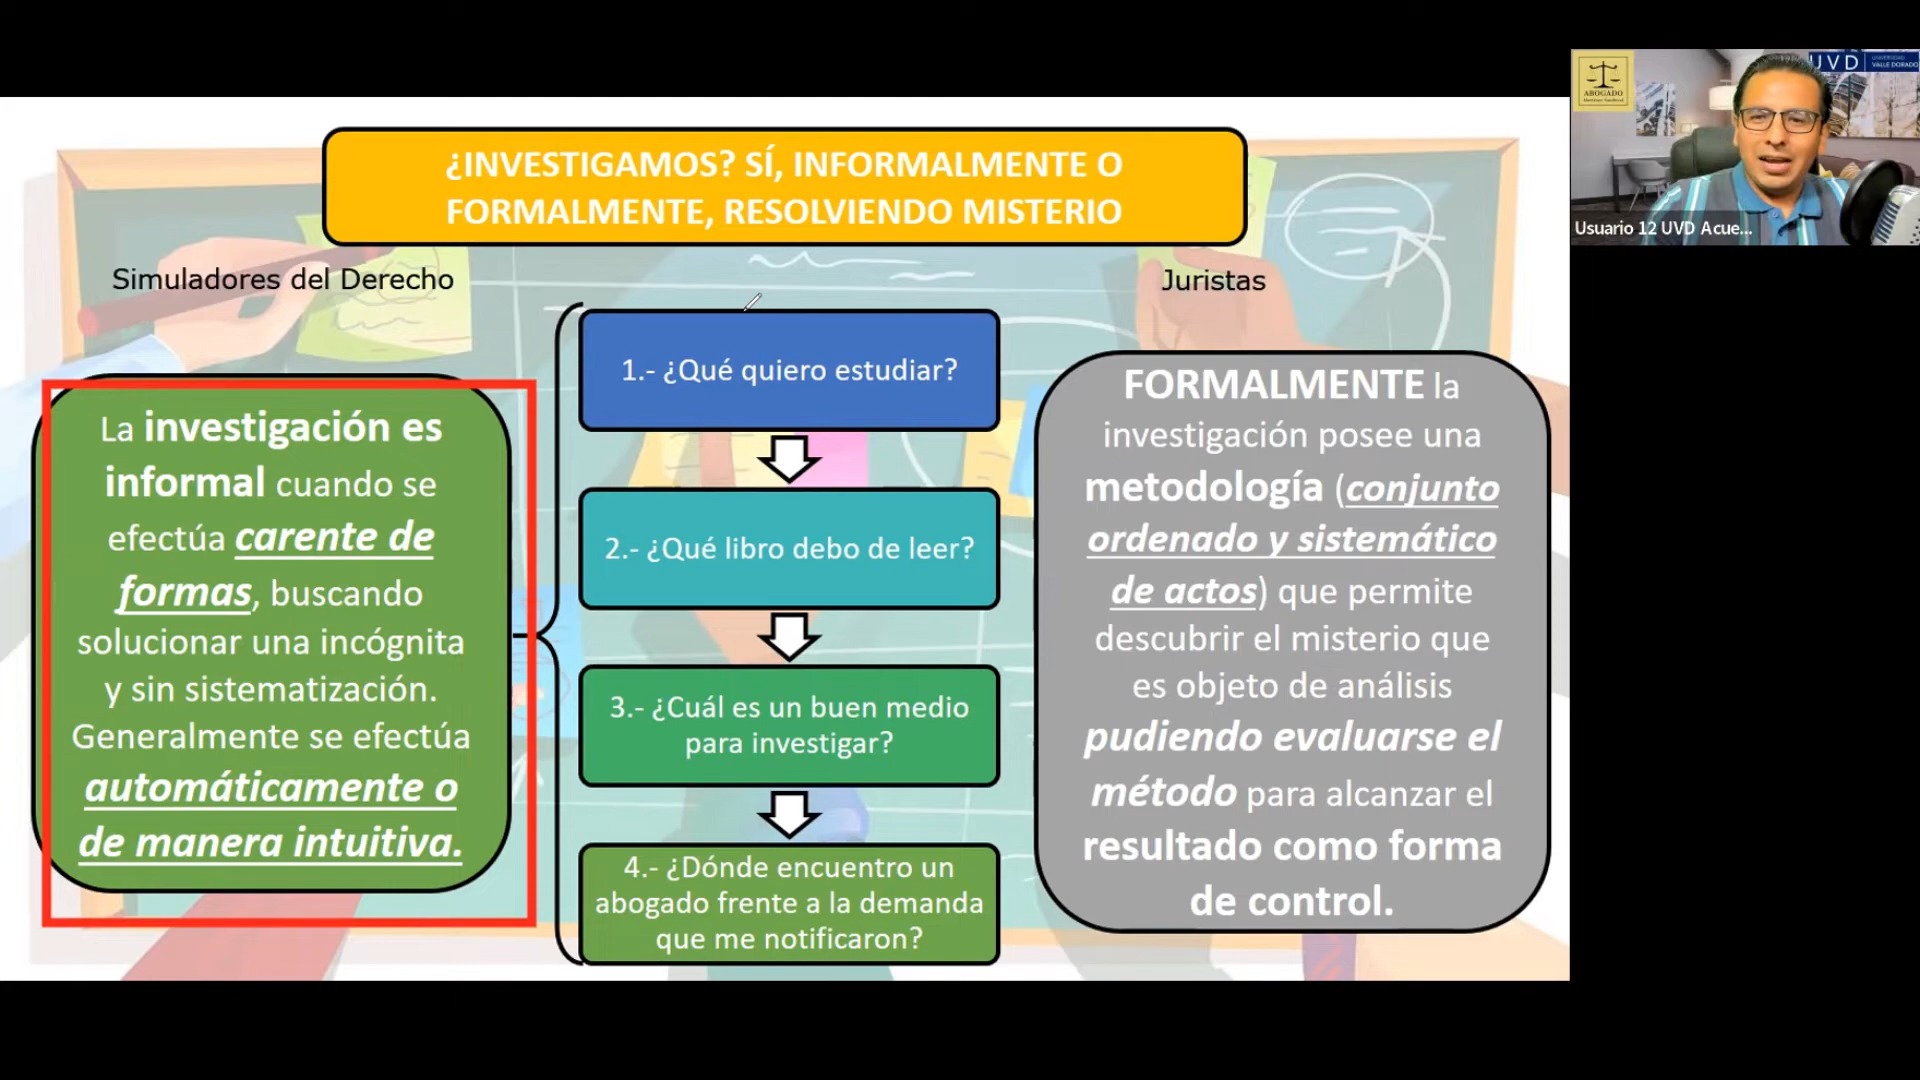 ¿INVESTIGAMOS? SÍ, INFORMALMENTE O
FORMALMENTE, RESOLVIENDO MISTERIO
Simuladores del Derecho
La investigación es
informal cuando se
efectúa carente de
formas, buscando
solucionar una incógnita
y sin sistematización.
Generalmente se efectúa
automáticamente o
de manera intuitiva.
1.- ¿Qué quiero estudiar?
2.- ¿Qué libro debo de leer?
3.- ¿Cuál es un buen medio
para investigar?
4.- ¿Dónde encuentro un
abogado frente a la demanda
que me notificaron?
Juristas
FORMALMENTE la
investigación posee una
metodología (conjunto
ordenado y sistemático
de actos) que permite
descubrir el misterio que
es objeto de análisis
pudiendo evaluarse el
método para alcanzar el
resultado como forma
de control.
ABOGADO
UVD
UNIVERSIDAD
VALLE DORADO
Usuario 12 UVD Acue...